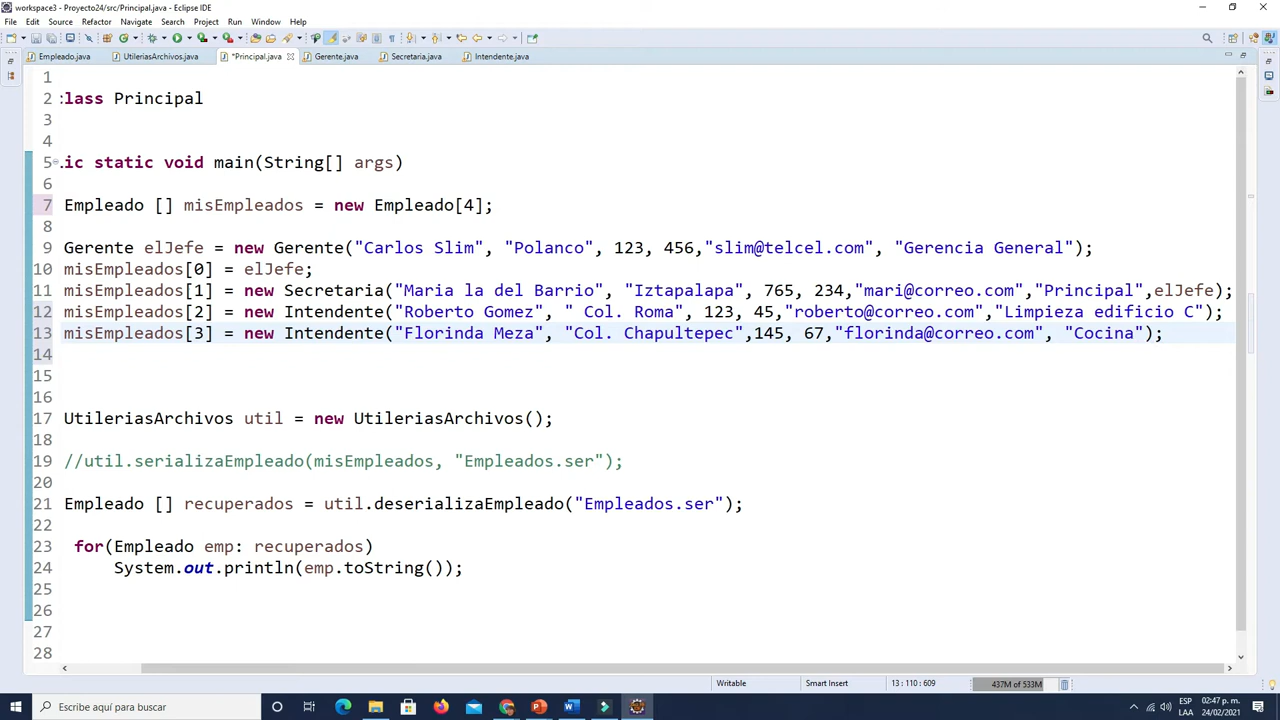 workspace3 - Proyecto24/src/Principal.java - Eclipse IDE
File Edit Source Refactor Navigate Search Project Run Window Help
Empleado.java UtileriasArchivos.java *Principal.java Gerente.java Secretaria.java Intendente.java
1
2 lass Principal
3
4
5 ic static void main(String[] args)
6
7 Empleado [] misEmpleados = new Empleado[4];
8
9 Gerente elJefe = new Gerente("Carlos Slim", "Polanco", 123, 456,"slim@telcel.com", "Gerencia General");
10 misEmpleados[0] = elJefe;
11 misEmpleados[1] = new Secretaria("Maria la del Barrio", "Iztapalapa", 765, 234,"mari@correo.com","Principal",elJefe);
12 misEmpleados[2] = new Intendente("Roberto Gomez", " Col. Roma", 123, 45,"roberto@correo.com","Limpieza edificio C");
13 misEmpleados[3] = new Intendente("Florinda Meza", "Col. Chapultepec",145, 67,"florinda@correo.com", "Cocina");
14
15
16
17 UtileriasArchivos util = new UtileriasArchivos();
18
19 //util.serializaEmpleado(misEmpleados, "Empleados.ser");
20
21 Empleado [] recuperados = util.deserializaEmpleado("Empleados.ser");
22
23 for(Empleado emp: recuperados)
24 System.out.println(emp.toString());
25
26
27
28
Writable Smart Insert 13 : 110 : 609 437M of 533M
Escribe aquí para buscar
ESP 02:47 p. m.
LAA 24/02/2021